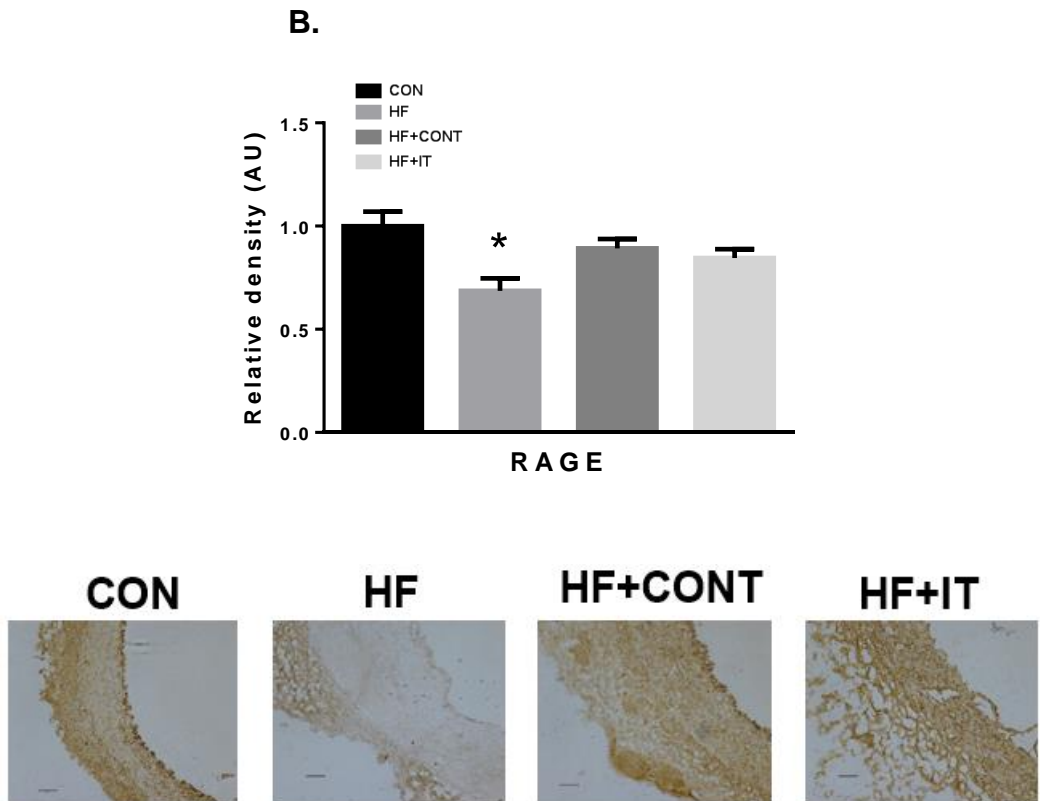 B.
CON
HF
HF+CONT
HF+IT
Relative density (AU)
1.5
1.0
0.5
0.0
*
RAGE
CON HF HF+CONT HF+IT